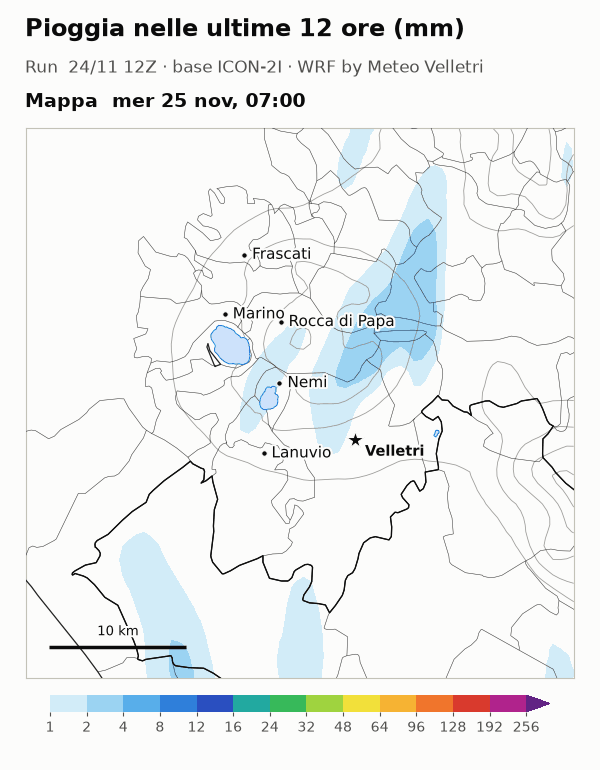 Pioggia nelle ultime 12 ore (mm)
Run  24/11 12Z · base ICON-2I · WRF by Meteo Velletri
Mappa  mer 25 nov, 07:00
Frascati
Marino
Rocca di Papa
Nemi
Velletri
Lanuvio
10 km
1 2 4 8 12 16 24 32 48 64 96 128 192 256